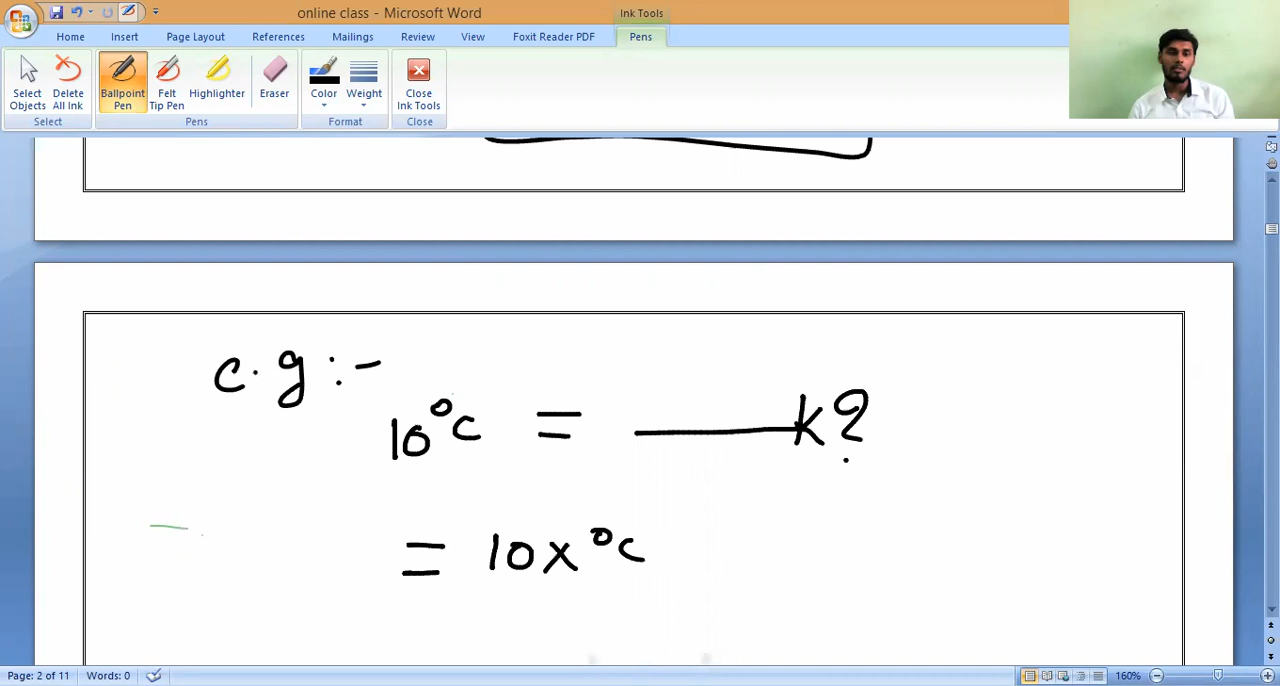 online class - Microsoft Word
Ink Tools
Home Insert Page Layout References Mailings Review View Foxit Reader PDF Pens
Select Objects
Delete All Ink
Ballpoint Pen
Felt Tip Pen
Highlighter
Eraser
Color
Weight
Close Ink Tools
Select Pens Format Close
e.g :-
10°C = ____K?
= 10x°C
Page: 2 of 11 Words: 0 160%